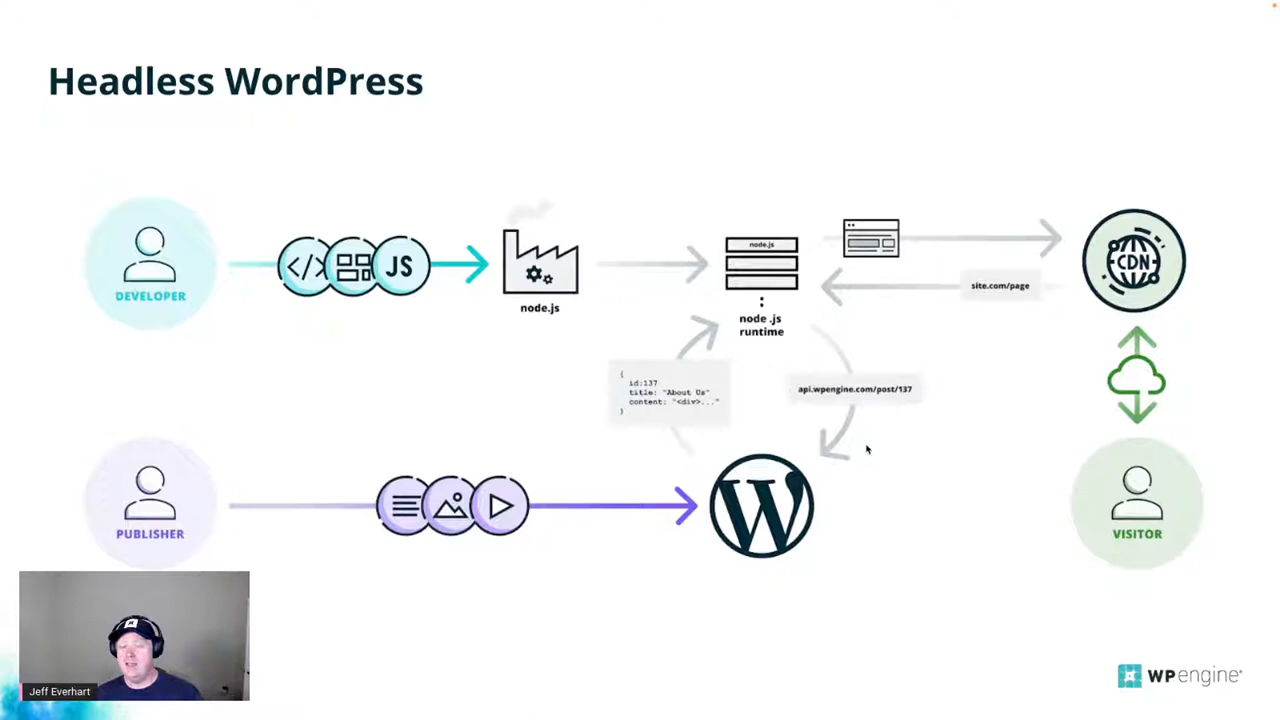 Headless WordPress
DEVELOPER
</>
JS
node.js
node.js
node .js
runtime
site.com/page
CDN
{
id:137
title: "About Us"
content: "<div>..."
}
api.wpengine.com/post/137
PUBLISHER
W
VISITOR
Jeff Everhart
WP engine®